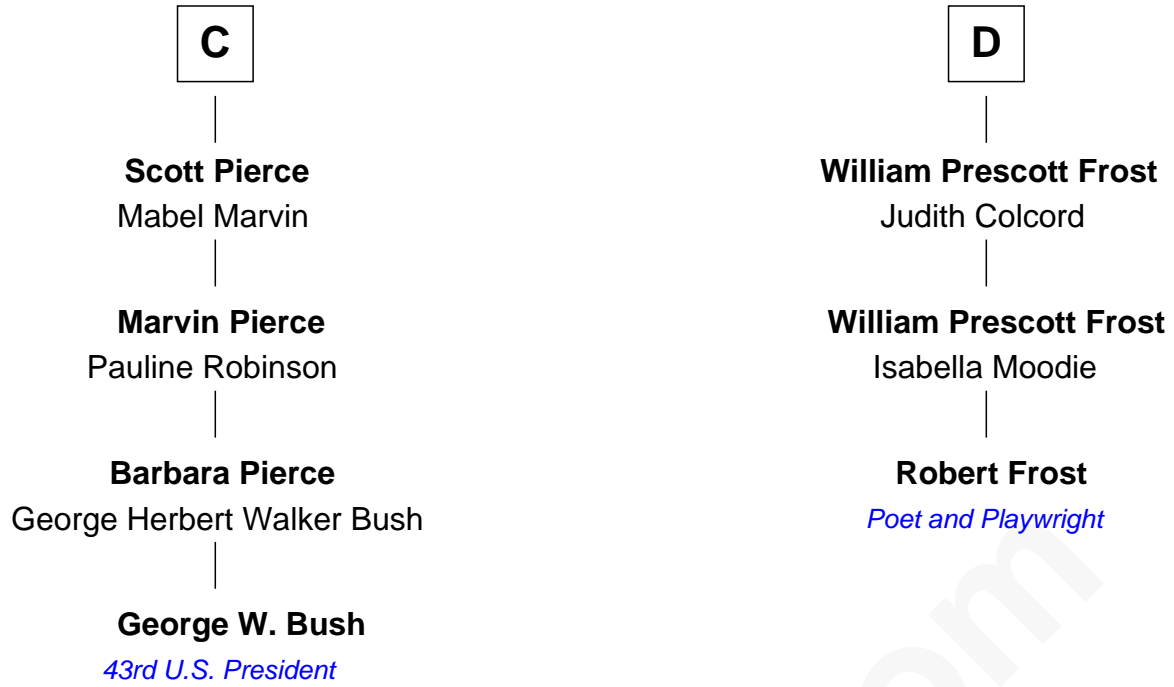 C
Scott Pierce
Mabel Marvin
Marvin Pierce
Pauline Robinson
Barbara Pierce
George Herbert Walker Bush
George W. Bush
43rd U.S. President
D
William Prescott Frost
Judith Colcord
William Prescott Frost
Isabella Moodie
Robert Frost
Poet and Playwright
om